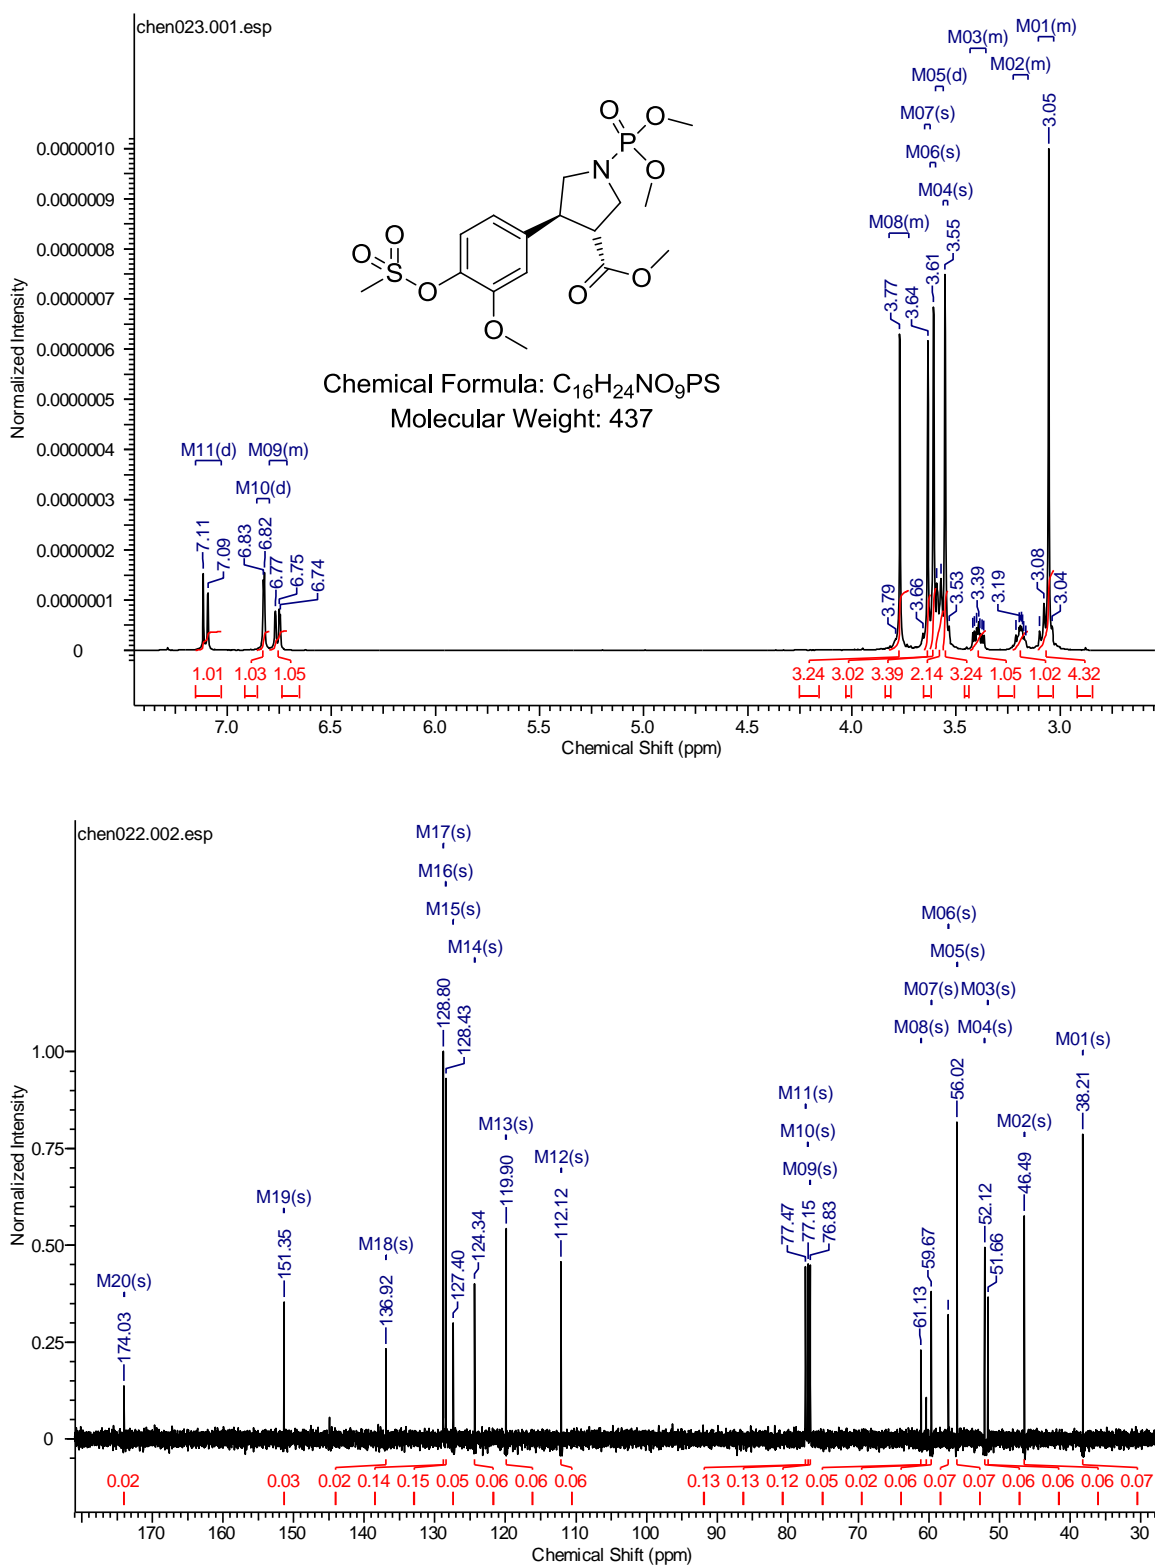 chen023.001.esp
M03(m)
M01(m)
M02(m)
M05(d)
M07(s)
M06(s)
M04(s)
M08(m)
3.05
3.55
3.61
3.64
3.77
3.79
3.66
3.53
3.39
3.19
3.08
3.04
O
P
O
O
N
O
O
S
O
O
O
O
O
Chemical Formula: C16H24NO9PS
Molecular Weight: 437
M11(d)
M09(m)
M10(d)
7.11
7.09
6.83
6.82
6.77
6.75
6.74
0.0000010
0.0000009
0.0000008
0.0000007
0.0000006
0.0000005
0.0000004
0.0000003
0.0000002
0.0000001
0
Normalized Intensity
1.01
1.03
1.05
3.24
3.02
3.39
2.14
3.24
1.05
1.02
4.32
7.0
6.5
6.0
5.5
5.0
4.5
4.0
3.5
3.0
Chemical Shift (ppm)
chen022.002.esp
M17(s)
M16(s)
M15(s)
M14(s)
M06(s)
M05(s)
M07(s)
M03(s)
M08(s)
M04(s)
M01(s)
M11(s)
M10(s)
M09(s)
M13(s)
M12(s)
M02(s)
M19(s)
M18(s)
M20(s)
174.03
151.35
136.92
128.80
128.43
127.40
124.34
119.90
112.12
77.47
77.15
76.83
61.13
59.67
56.02
52.12
51.66
46.49
38.21
1.00
0.75
0.50
0.25
0
Normalized Intensity
0.02
0.03
0.02
0.14
0.15
0.05
0.06
0.06
0.06
0.13
0.13
0.12
0.05
0.02
0.06
0.07
0.07
0.06
0.06
0.06
0.07
170
160
150
140
130
120
110
100
90
80
70
60
50
40
30
Chemical Shift (ppm)